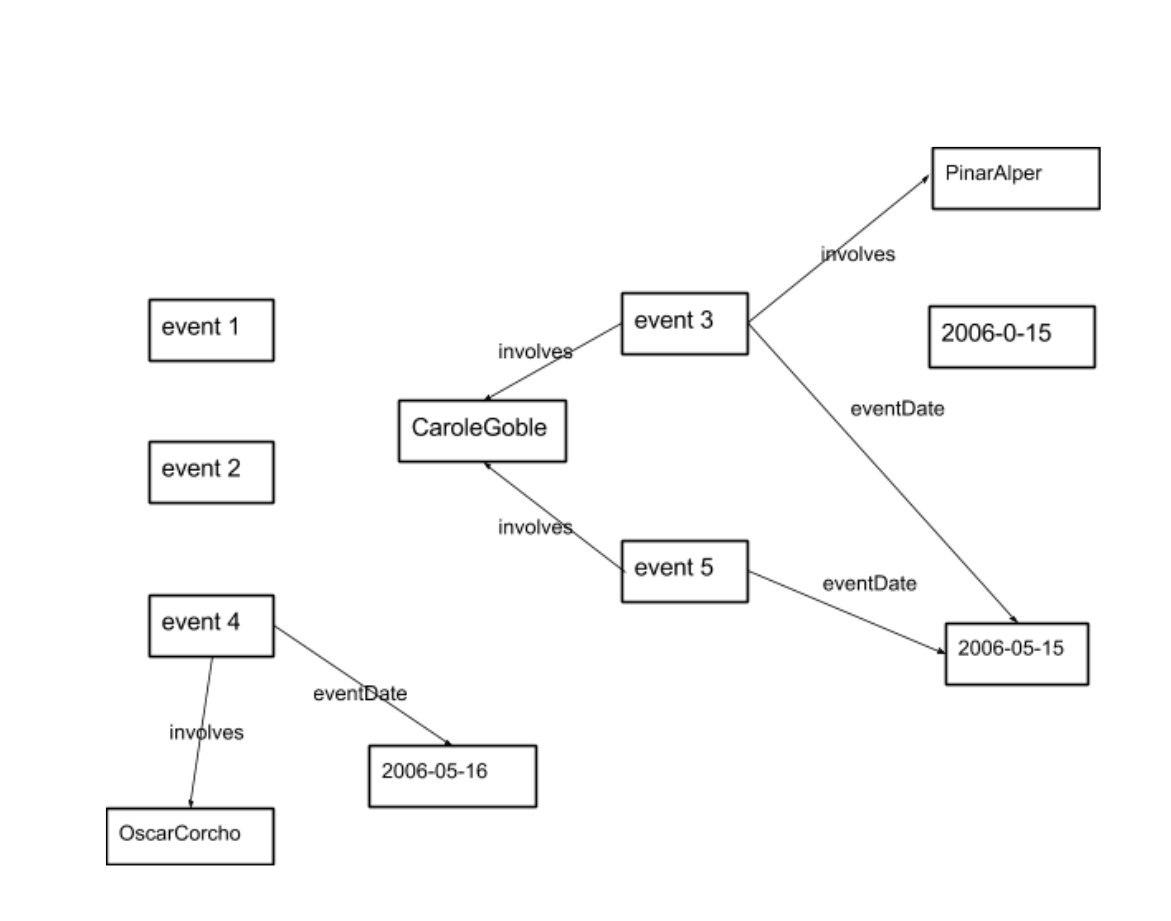 PinarAlper
involves
event 1
event 3
2006-0-15
involves
eventDate
CaroleGoble
event 2
involves
event 5
eventDate
event 4
2006-05-15
eventDate
involves
2006-05-16
OscarCorcho